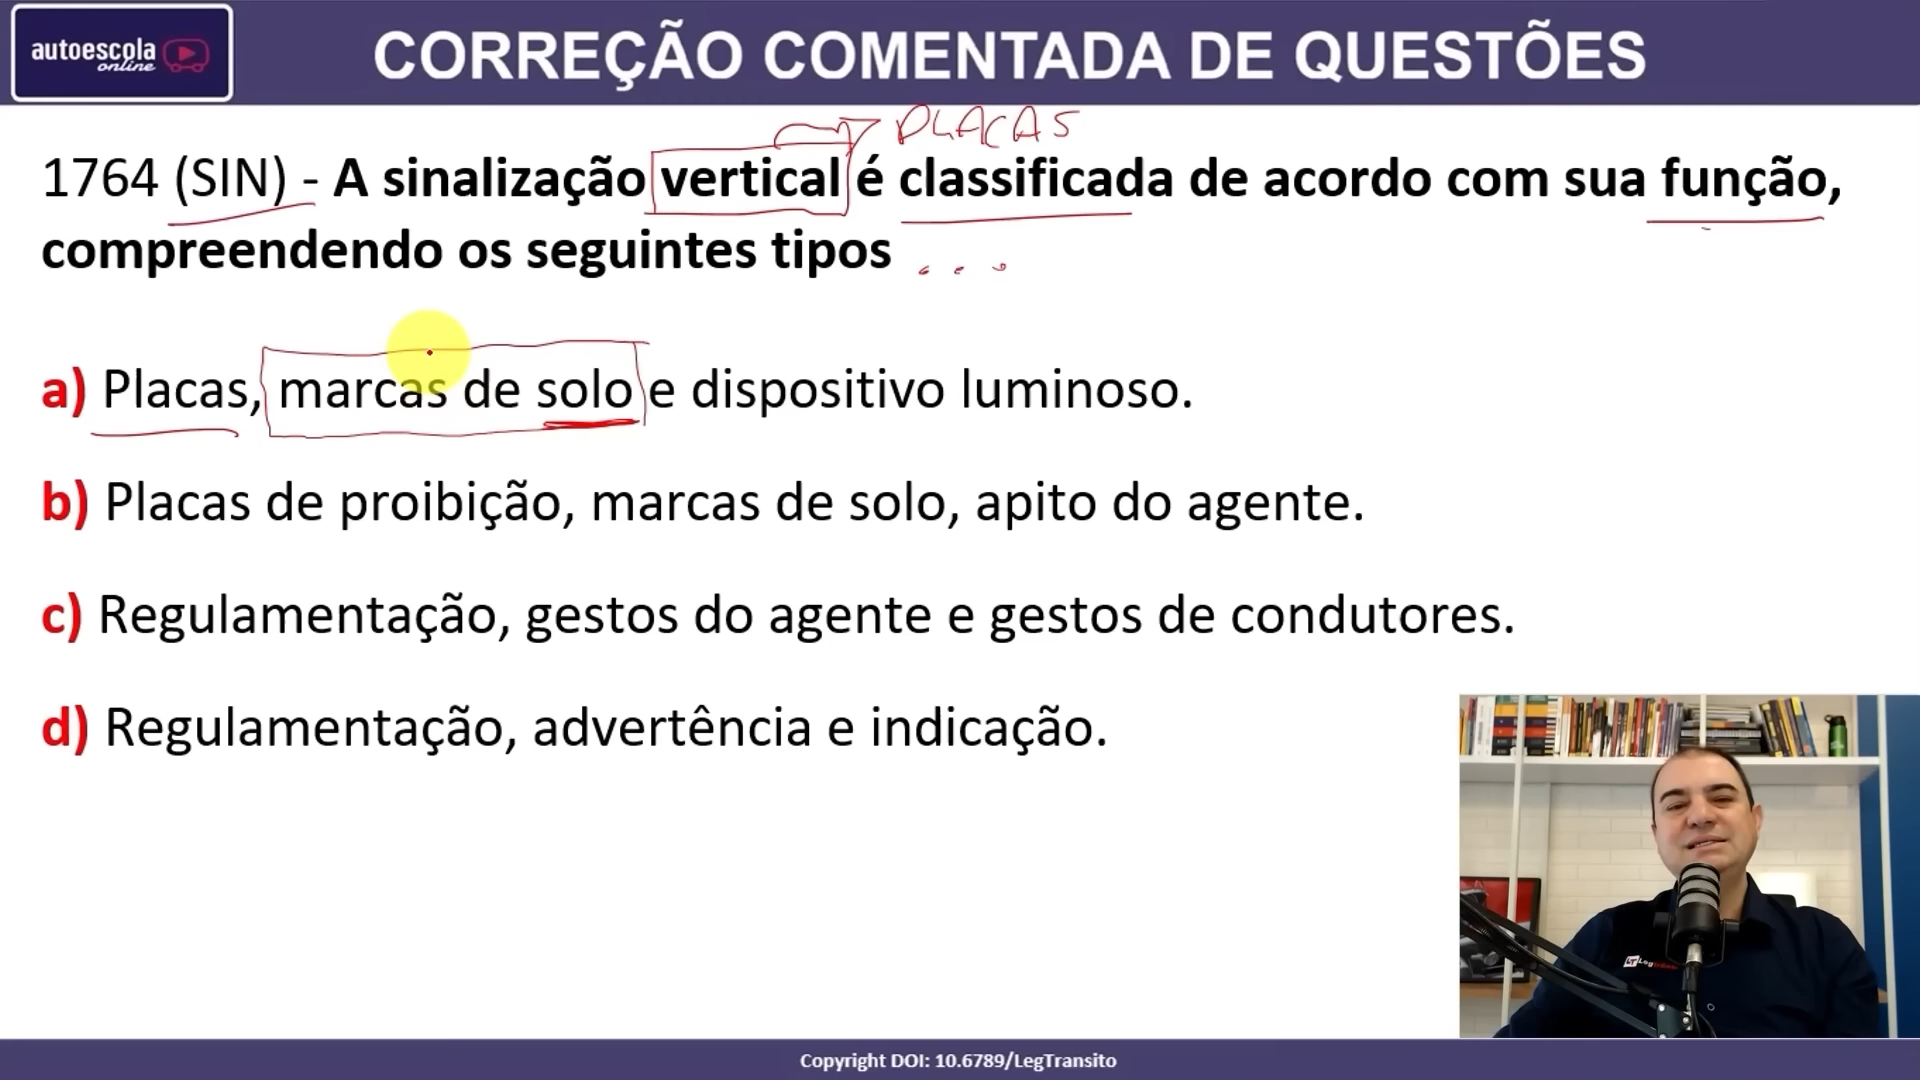 autoescola
online
CORREÇÃO COMENTADA DE QUESTÕES
PLACAS
1764 (SIN) - A sinalização vertical é classificada de acordo com sua função,
compreendendo os seguintes tipos ...
a) Placas, marcas de solo e dispositivo luminoso.
b) Placas de proibição, marcas de solo, apito do agente.
c) Regulamentação, gestos do agente e gestos de condutores.
d) Regulamentação, advertência e indicação.
Copyright DOI: 10.6789/LegTransito